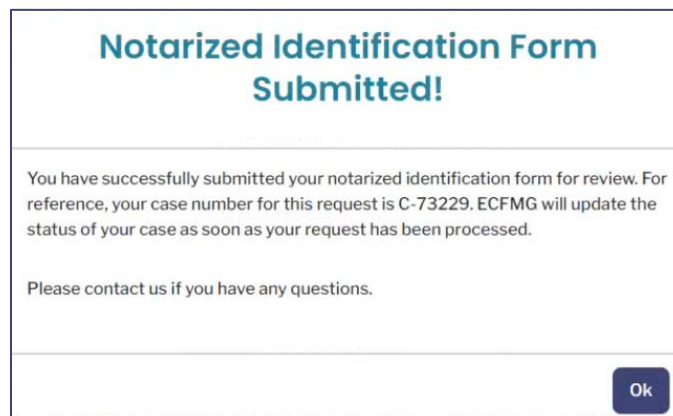 Notarized Identification Form
Submitted!
You have successfully submitted your notarized identification form for review. For
reference, your case number for this request is C-73229. ECFMG will update the
status of your case as soon as your request has been processed.
Please contact us if you have any questions.
Ok